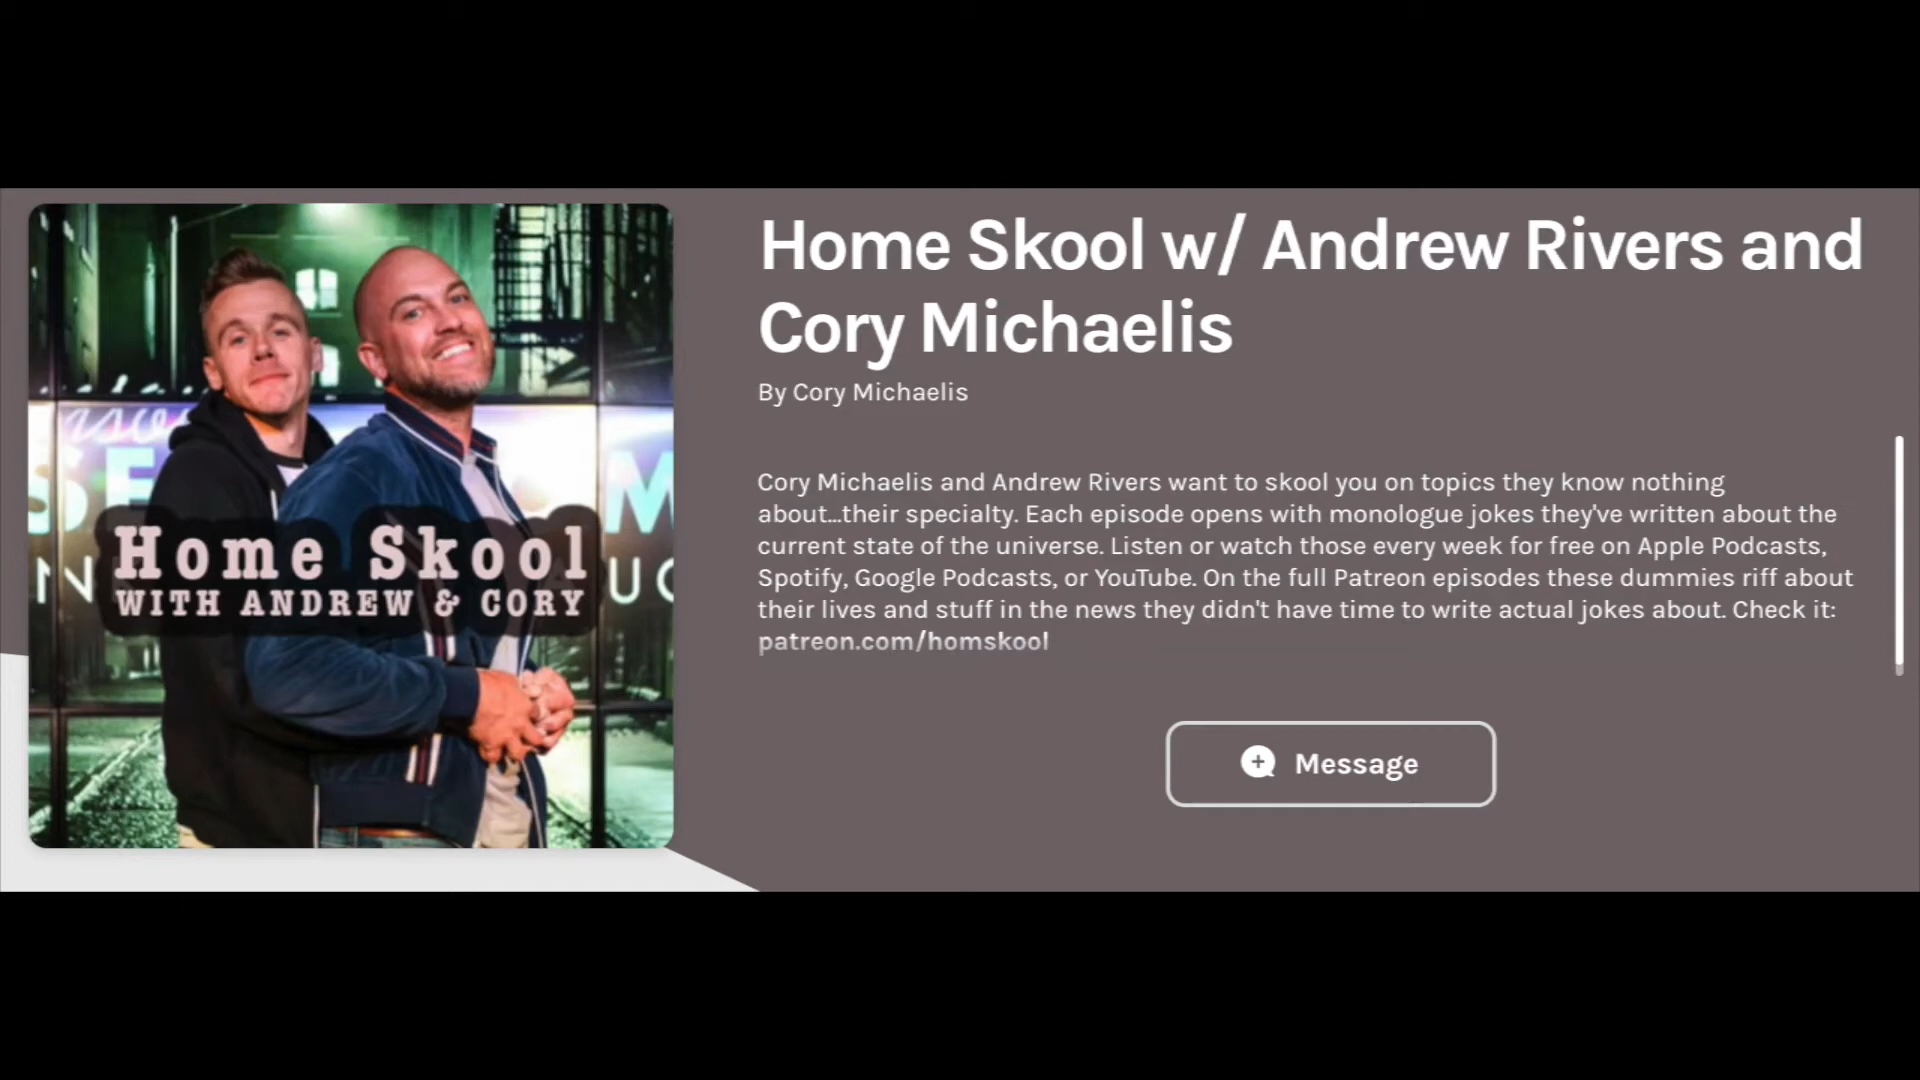 Home Skool w/ Andrew Rivers and
Cory Michaelis
By Cory Michaelis
Cory Michaelis and Andrew Rivers want to skool you on topics they know nothing
about...their specialty. Each episode opens with monologue jokes they've written about the
current state of the universe. Listen or watch those every week for free on Apple Podcasts,
Spotify, Google Podcasts, or YouTube. On the full Patreon episodes these dummies riff about
their lives and stuff in the news they didn't have time to write actual jokes about. Check it:
patreon.com/homskool
Message
Home Skool
WITH ANDREW & CORY